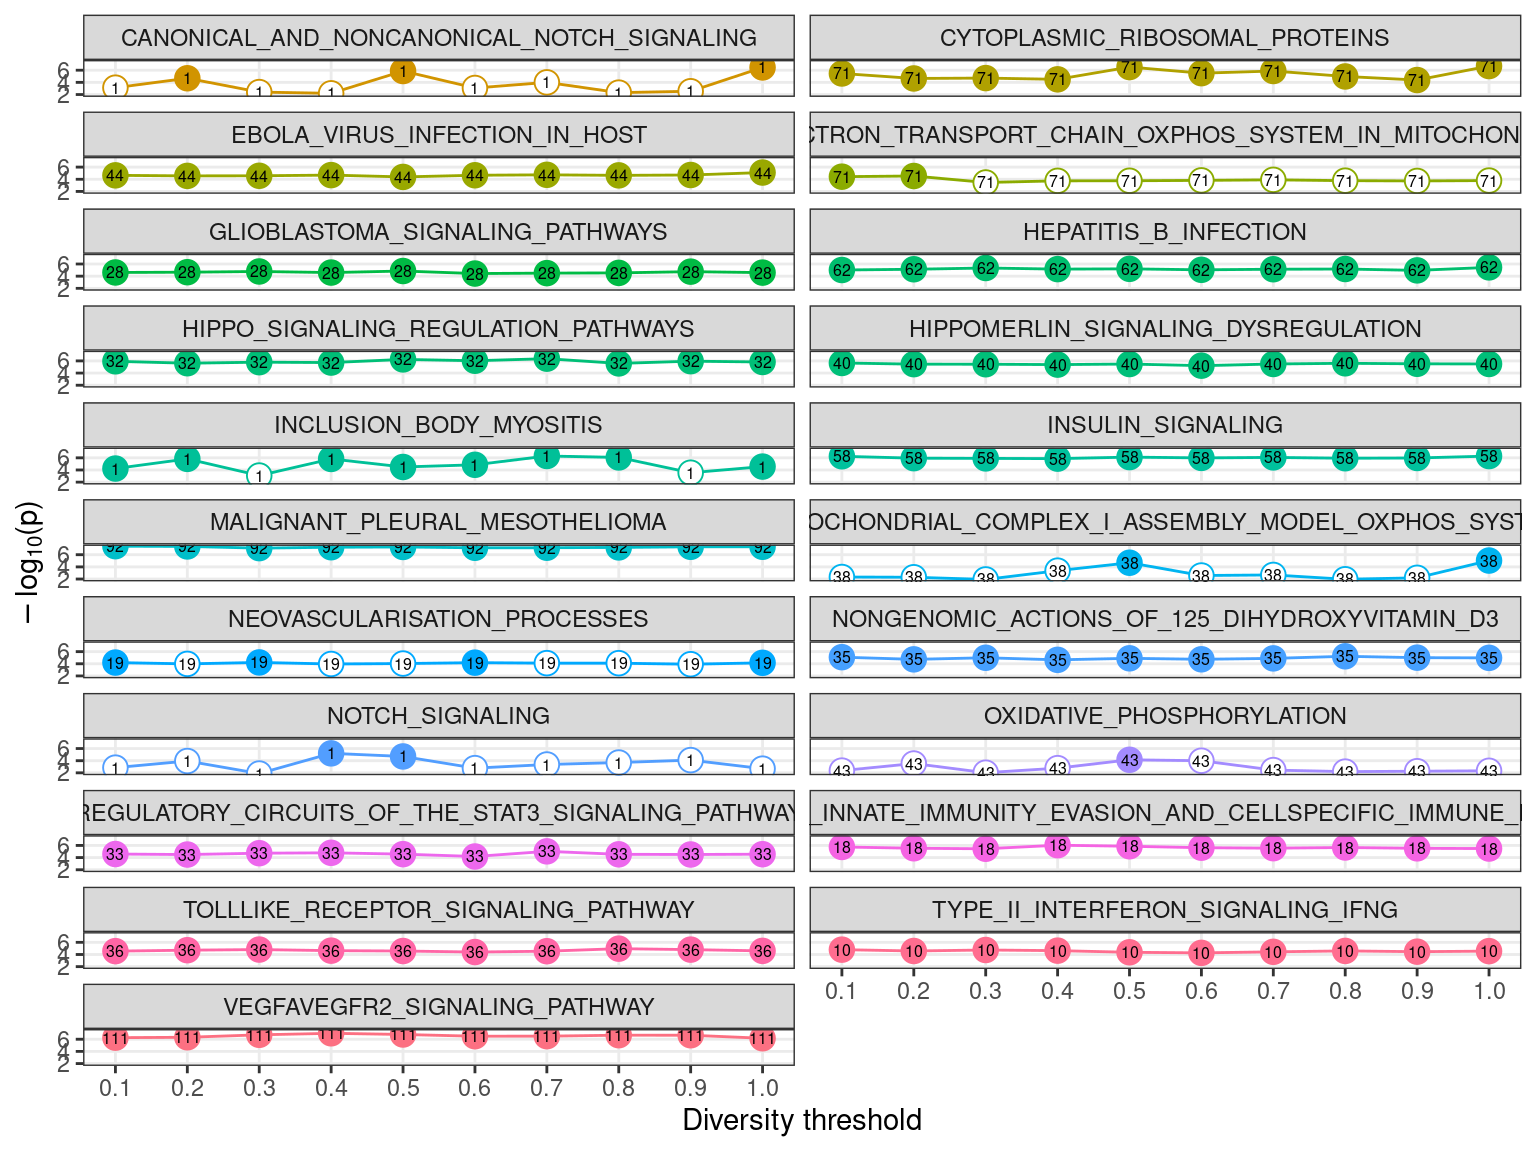 CANONICAL_AND_NONCANONICAL_NOTCH_SIGNALING
CYTOPLASMIC_RIBOSOMAL_PROTEINS
6 4 2
1 1 1 1 1 1 1 1 1 1
71 71 71 71 71 71 71 71 71 71
EBOLA_VIRUS_INFECTION_IN_HOST
CTRON_TRANSPORT_CHAIN_OXPHOS_SYSTEM_IN_MITOCHON
6 4 2
44 44 44 44 44 44 44 44 44 44
71 71 71 71 71 71 71 71 71 71
GLIOBLASTOMA_SIGNALING_PATHWAYS
HEPATITIS_B_INFECTION
6 4 2
28 28 28 28 28 28 28 28 28 28
62 62 62 62 62 62 62 62 62 62
HIPPO_SIGNALING_REGULATION_PATHWAYS
HIPPOMERLIN_SIGNALING_DYSREGULATION
6 4 2
32 32 32 32 32 32 32 32 32 32
40 40 40 40 40 40 40 40 40 40
INCLUSION_BODY_MYOSITIS
INSULIN_SIGNALING
6 4 2
1 1 1 1 1 1 1 1 1 1
58 58 58 58 58 58 58 58 58 58
MALIGNANT_PLEURAL_MESOTHELIOMA
OCHONDRIAL_COMPLEX_I_ASSEMBLY_MODEL_OXPHOS_SYST
6 4 2
92 92 92 92 92 92 92 92 92 92
38 38 38 38 38 38 38 38 38 38
NEOVASCULARISATION_PROCESSES
NONGENOMIC_ACTIONS_OF_125_DIHYDROXYVITAMIN_D3
6 4 2
19 19 19 19 19 19 19 19 19 19
35 35 35 35 35 35 35 35 35 35
NOTCH_SIGNALING
OXIDATIVE_PHOSPHORYLATION
6 4 2
1 1 1 1 1 1 1 1 1 1
43 43 43 43 43 43 43 43 43 43
REGULATORY_CIRCUITS_OF_THE_STAT3_SIGNALING_PATHWAY
_INNATE_IMMUNITY_EVASION_AND_CELLSPECIFIC_IMMUNE_
6 4 2
33 33 33 33 33 33 33 33 33 33
18 18 18 18 18 18 18 18 18 18
TOLLLIKE_RECEPTOR_SIGNALING_PATHWAY
TYPE_II_INTERFERON_SIGNALING_IFNG
6 4 2
36 36 36 36 36 36 36 36 36 36
10 10 10 10 10 10 10 10 10 10
0.1 0.2 0.3 0.4 0.5 0.6 0.7 0.8 0.9 1.0
VEGFAVEGFR2_SIGNALING_PATHWAY
6 4 2
111 111 111 111 111 111 111 111 111 111
0.1 0.2 0.3 0.4 0.5 0.6 0.7 0.8 0.9 1.0
Diversity threshold
− log₁₀(p)